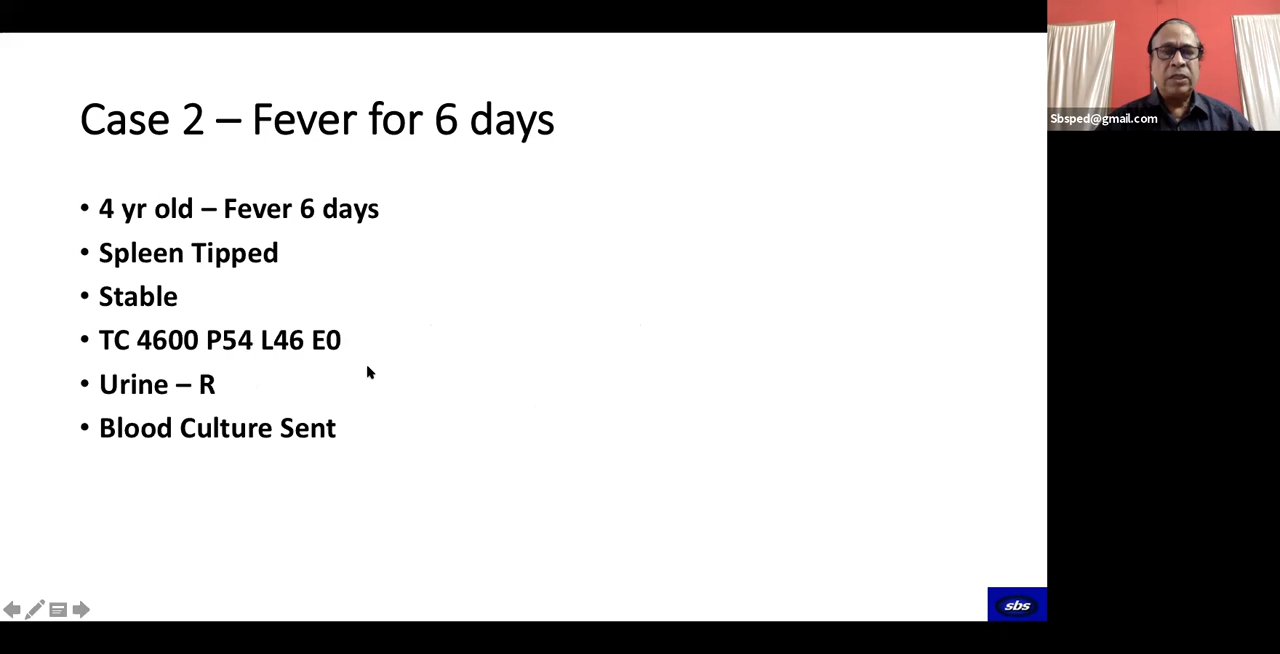 Case 2 – Fever for 6 days
• 4 yr old – Fever 6 days
• Spleen Tipped
• Stable
• TC 4600 P54 L46 E0
• Urine – R
• Blood Culture Sent
Sbsped@gmail.com
sbs